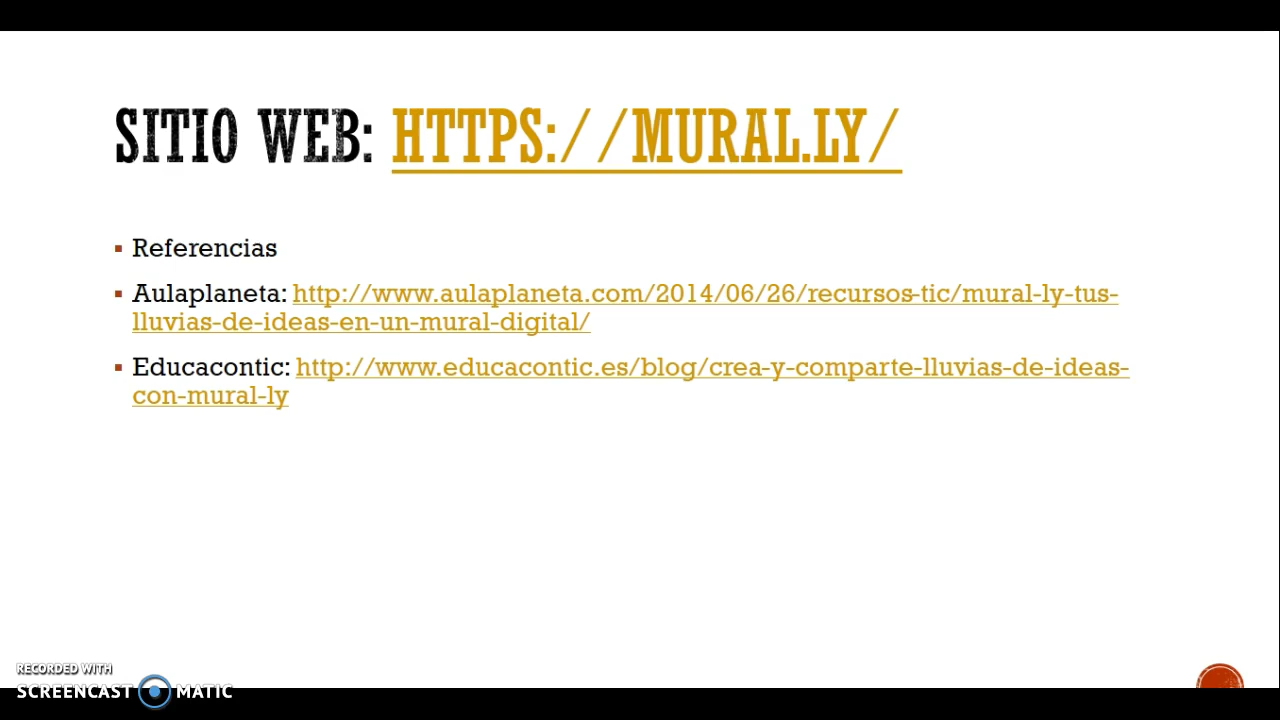 SITIO WEB: HTTPS://MURAL.LY/
Referencias
Aulaplaneta: http://www.aulaplaneta.com/2014/06/26/recursos-tic/mural-ly-tus-
lluvias-de-ideas-en-un-mural-digital/
Educacontic: http://www.educacontic.es/blog/crea-y-comparte-lluvias-de-ideas-
con-mural-ly
RECORDED WITH
SCREENCAST MATIC